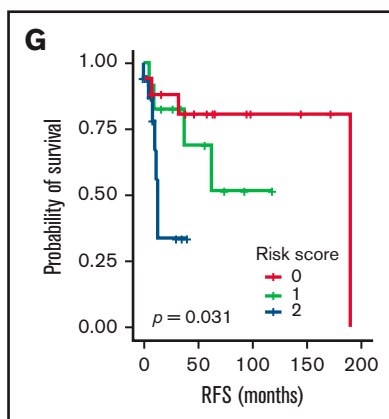 G
1.00
0.75
0.50
0.25
0.00
Probability of survival
Risk score
0
1
2
p = 0.031
0 50 100 150 200
RFS (months)